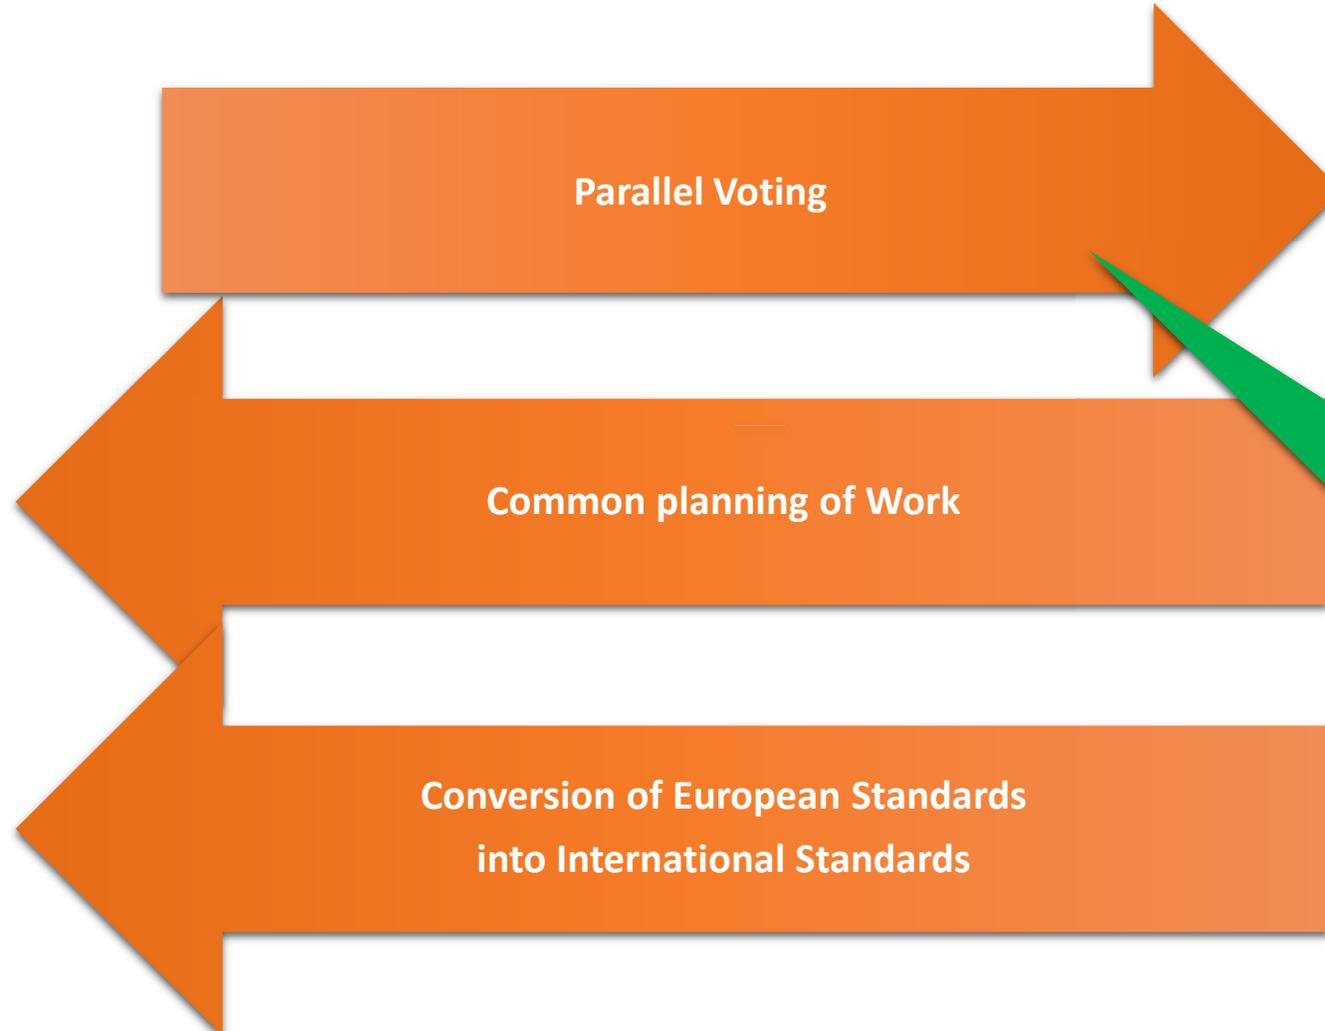 Parallel Voting
Common planning of Work
Conversion of European Standards
into International Standards